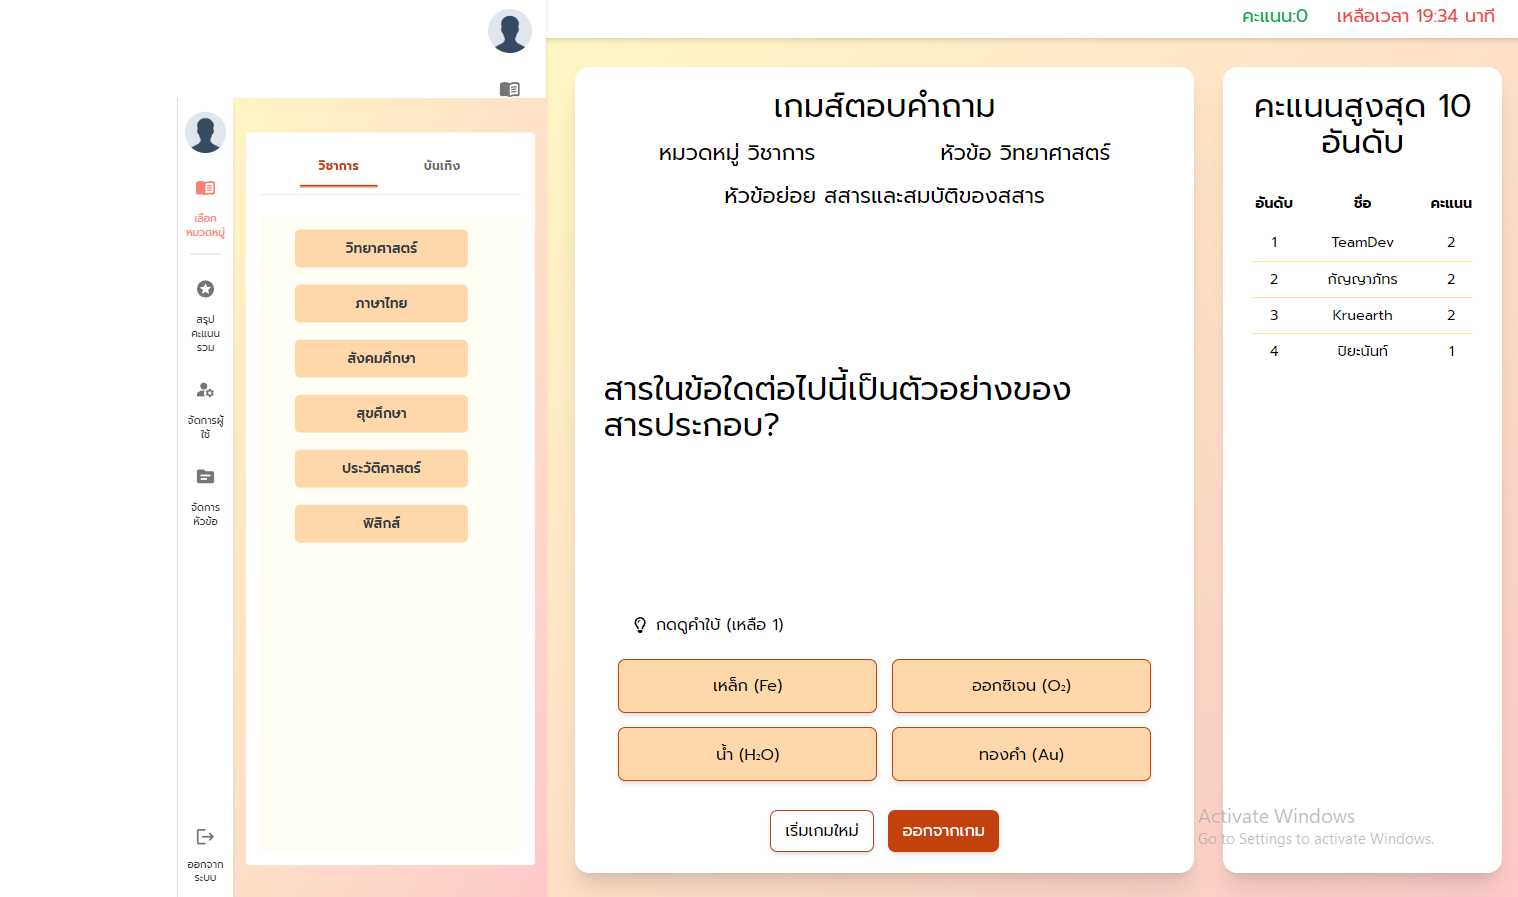 คะแนน:0 เหลือเวลา 19:34 นาที
เลือก
หมวดหมู่
สรุป
คะแนน
รวม
จัดการผู้
ใช้
จัดการ
หัวข้อ
ออกจาก
ระบบ
วิชาการ บันเทิง
วิทยาศาสตร์
ภาษาไทย
สังคมศึกษา
สุขศึกษา
ประวัติศาสตร์
ฟิสิกส์
เกมส์ตอบคำถาม
หมวดหมู่ วิชาการ หัวข้อ วิทยาศาสตร์
หัวข้อย่อย สสารและสมบัติของสสาร
สารในข้อใดต่อไปนี้เป็นตัวอย่างของ
สารประกอบ?
กดดูคำใบ้ (เหลือ 1)
เหล็ก (Fe) ออกซิเจน (O₂)
น้ำ (H₂O) ทองคำ (Au)
เริ่มเกมใหม่ ออกจากเกม
คะแนนสูงสุด 10
อันดับ
อันดับ ชื่อ คะแนน
1 TeamDev 2
2 กัญญาภัทร 2
3 Kruearth 2
4 ปิยะนันท์ 1
Activate Windows
Go to Settings to activate Windows.